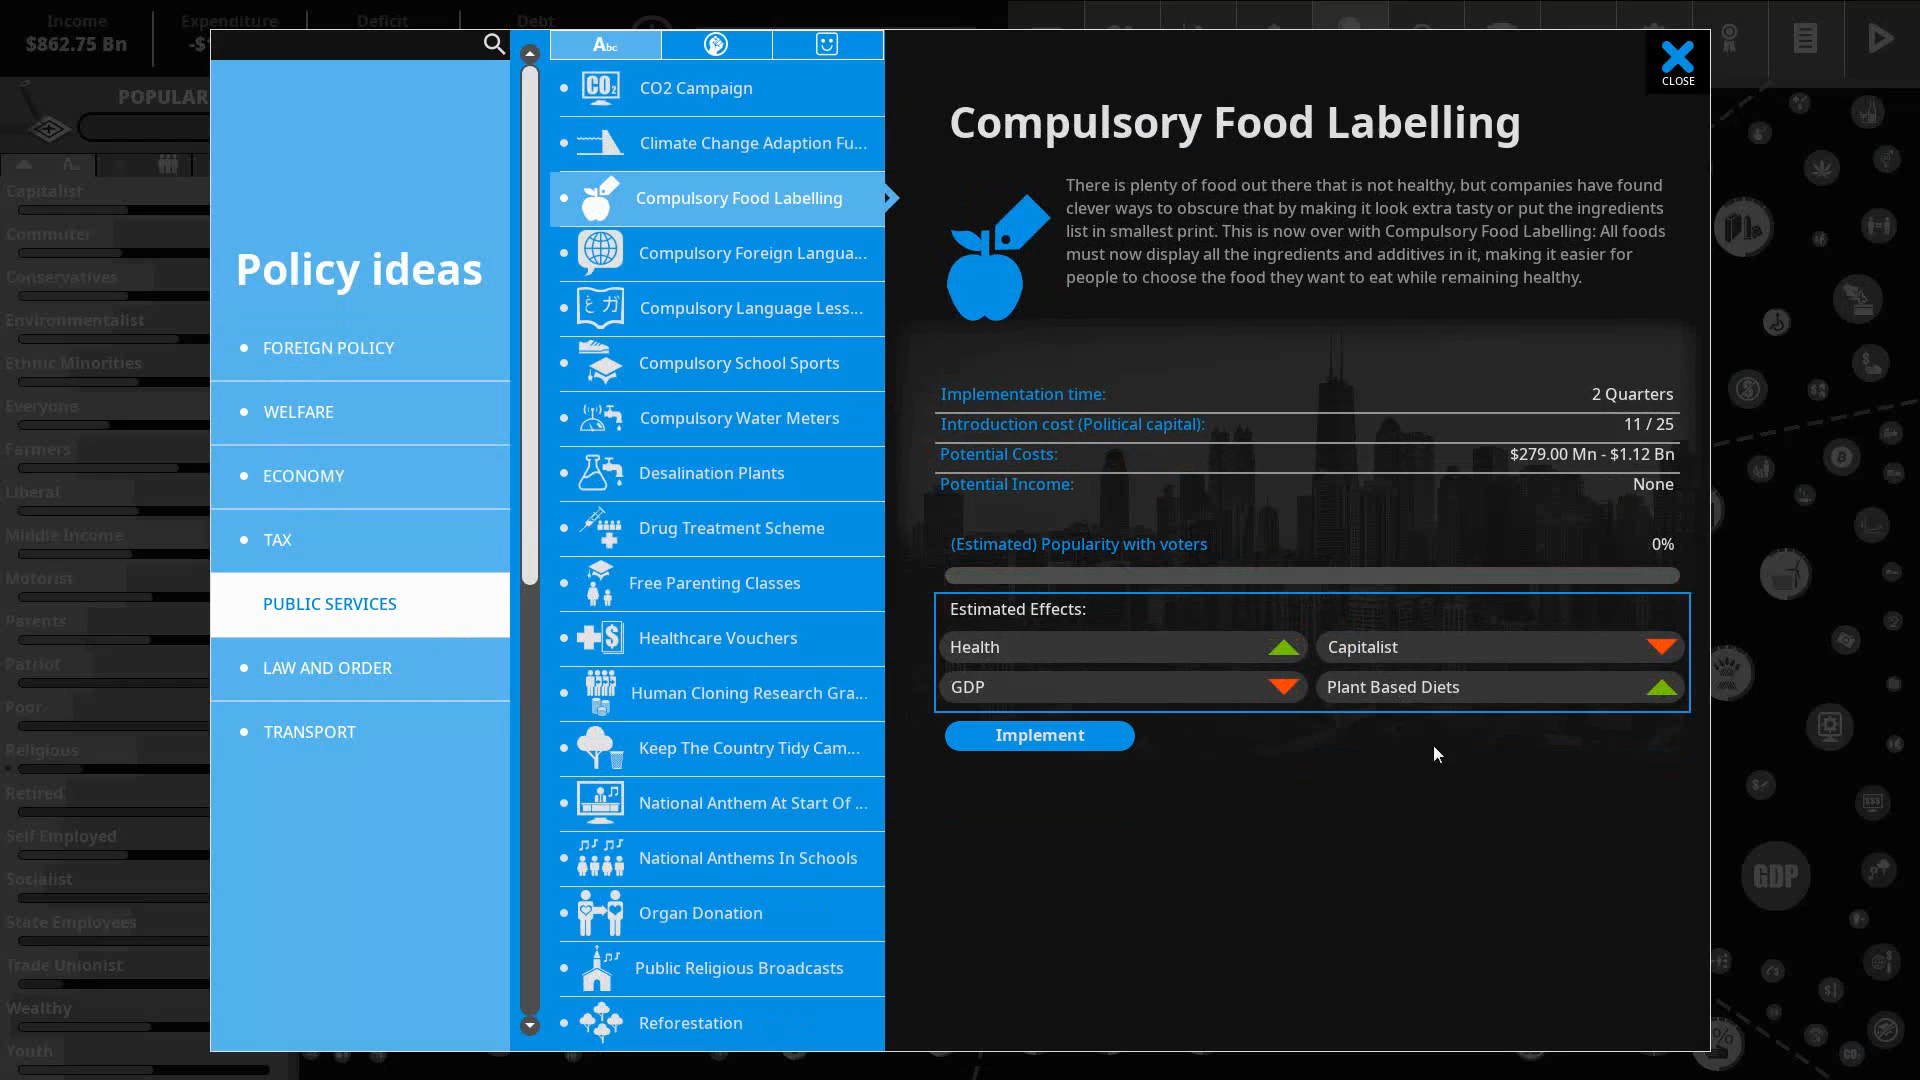 Income
Expenditure
Deficit
Debt
$862.75 Bn
POPULAR
Capitalist
Commuter
Conservatives
Environmentalist
Ethnic Minorities
Everyone
Farmers
Liberal
Middle Income
Motorist
Parents
Patriot
Poor
Religious
Retired
Self Employed
Socialist
State Employees
Trade Unionist
Wealthy
Youth
Policy ideas
FOREIGN POLICY
WELFARE
ECONOMY
TAX
PUBLIC SERVICES
LAW AND ORDER
TRANSPORT
Abc
CO2 Campaign
Climate Change Adaption Fu...
Compulsory Food Labelling
Compulsory Foreign Langua...
Compulsory Language Less...
Compulsory School Sports
Compulsory Water Meters
Desalination Plants
Drug Treatment Scheme
Free Parenting Classes
Healthcare Vouchers
Human Cloning Research Gra...
Keep The Country Tidy Cam...
National Anthem At Start Of ...
National Anthems In Schools
Organ Donation
Public Religious Broadcasts
Reforestation
CLOSE
Compulsory Food Labelling
There is plenty of food out there that is not healthy, but companies have found
clever ways to obscure that by making it look extra tasty or put the ingredients
list in smallest print. This is now over with Compulsory Food Labelling: All foods
must now display all the ingredients and additives in it, making it easier for
people to choose the food they want to eat while remaining healthy.
Implementation time: 2 Quarters
Introduction cost (Political capital): 11 / 25
Potential Costs: $279.00 Mn - $1.12 Bn
Potential Income: None
(Estimated) Popularity with voters 0%
Estimated Effects:
Health Capitalist
GDP Plant Based Diets
Implement
GDP